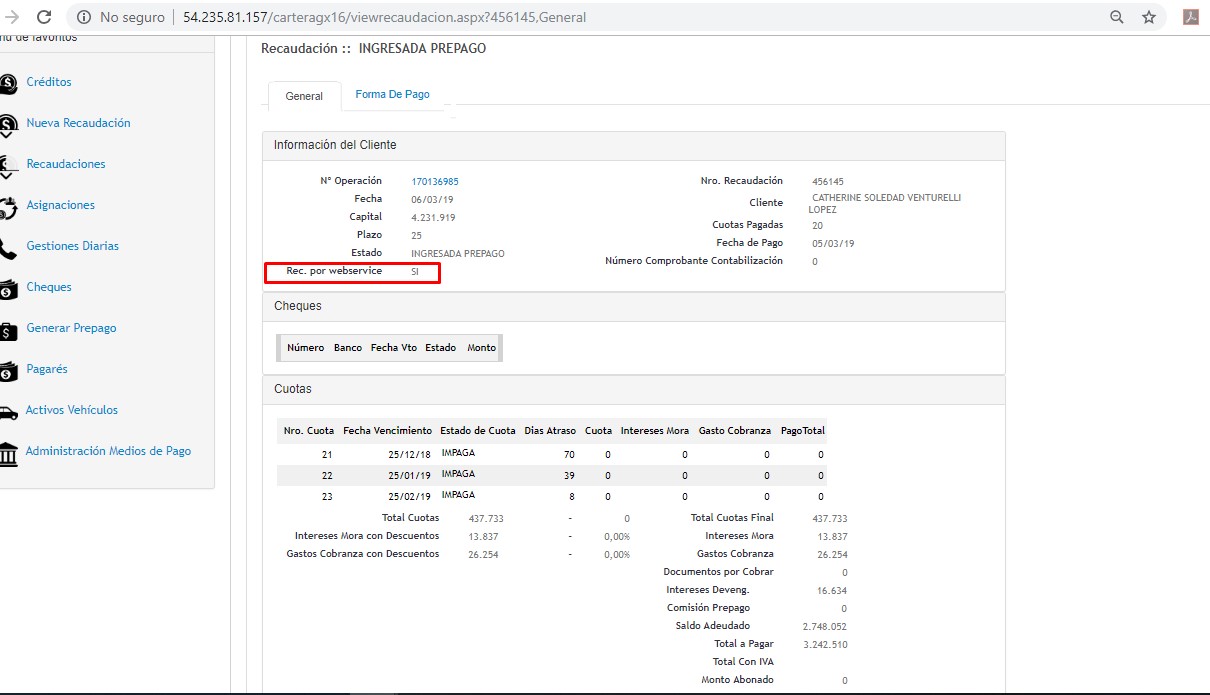 No seguro
54.235.81.157/carteragx16/viewrecaudacion.aspx?456145,General
nú de favoritos
Créditos
Nueva Recaudación
Recaudaciones
Asignaciones
Gestiones Diarias
Cheques
Generar Prepago
Pagarés
Activos Vehículos
Administración Medios de Pago
Recaudación :: INGRESADA PREPAGO
General Forma De Pago
Información del Cliente
N° Operación 170136985
Fecha 06/03/19
Capital 4.231.919
Plazo 25
Estado INGRESADA PREPAGO
Rec. por webservice SI
Nro. Recaudación 456145
Cliente CATHERINE SOLEDAD VENTURELLI
LOPEZ
Cuotas Pagadas 20
Fecha de Pago 05/03/19
Número Comprobante Contabilización 0
Cheques
Número Banco Fecha Vto Estado Monto
Cuotas
Nro. Cuota Fecha Vencimiento Estado de Cuota Dias Atraso Cuota Intereses Mora Gasto Cobranza PagoTotal
21 25/12/18 IMPAGA 70 0 0 0 0
22 25/01/19 IMPAGA 39 0 0 0 0
23 25/02/19 IMPAGA 8 0 0 0 0
Total Cuotas 437.733 - 0 Total Cuotas Final 437.733
Intereses Mora con Descuentos 13.837 - 0,00% Intereses Mora 13.837
Gastos Cobranza con Descuentos 26.254 - 0,00% Gastos Cobranza 26.254
Documentos por Cobrar 0
Intereses Deveng. 16.634
Comisión Prepago 0
Saldo Adeudado 2.748.052
Total a Pagar 3.242.510
Total Con IVA
Monto Abonado 0